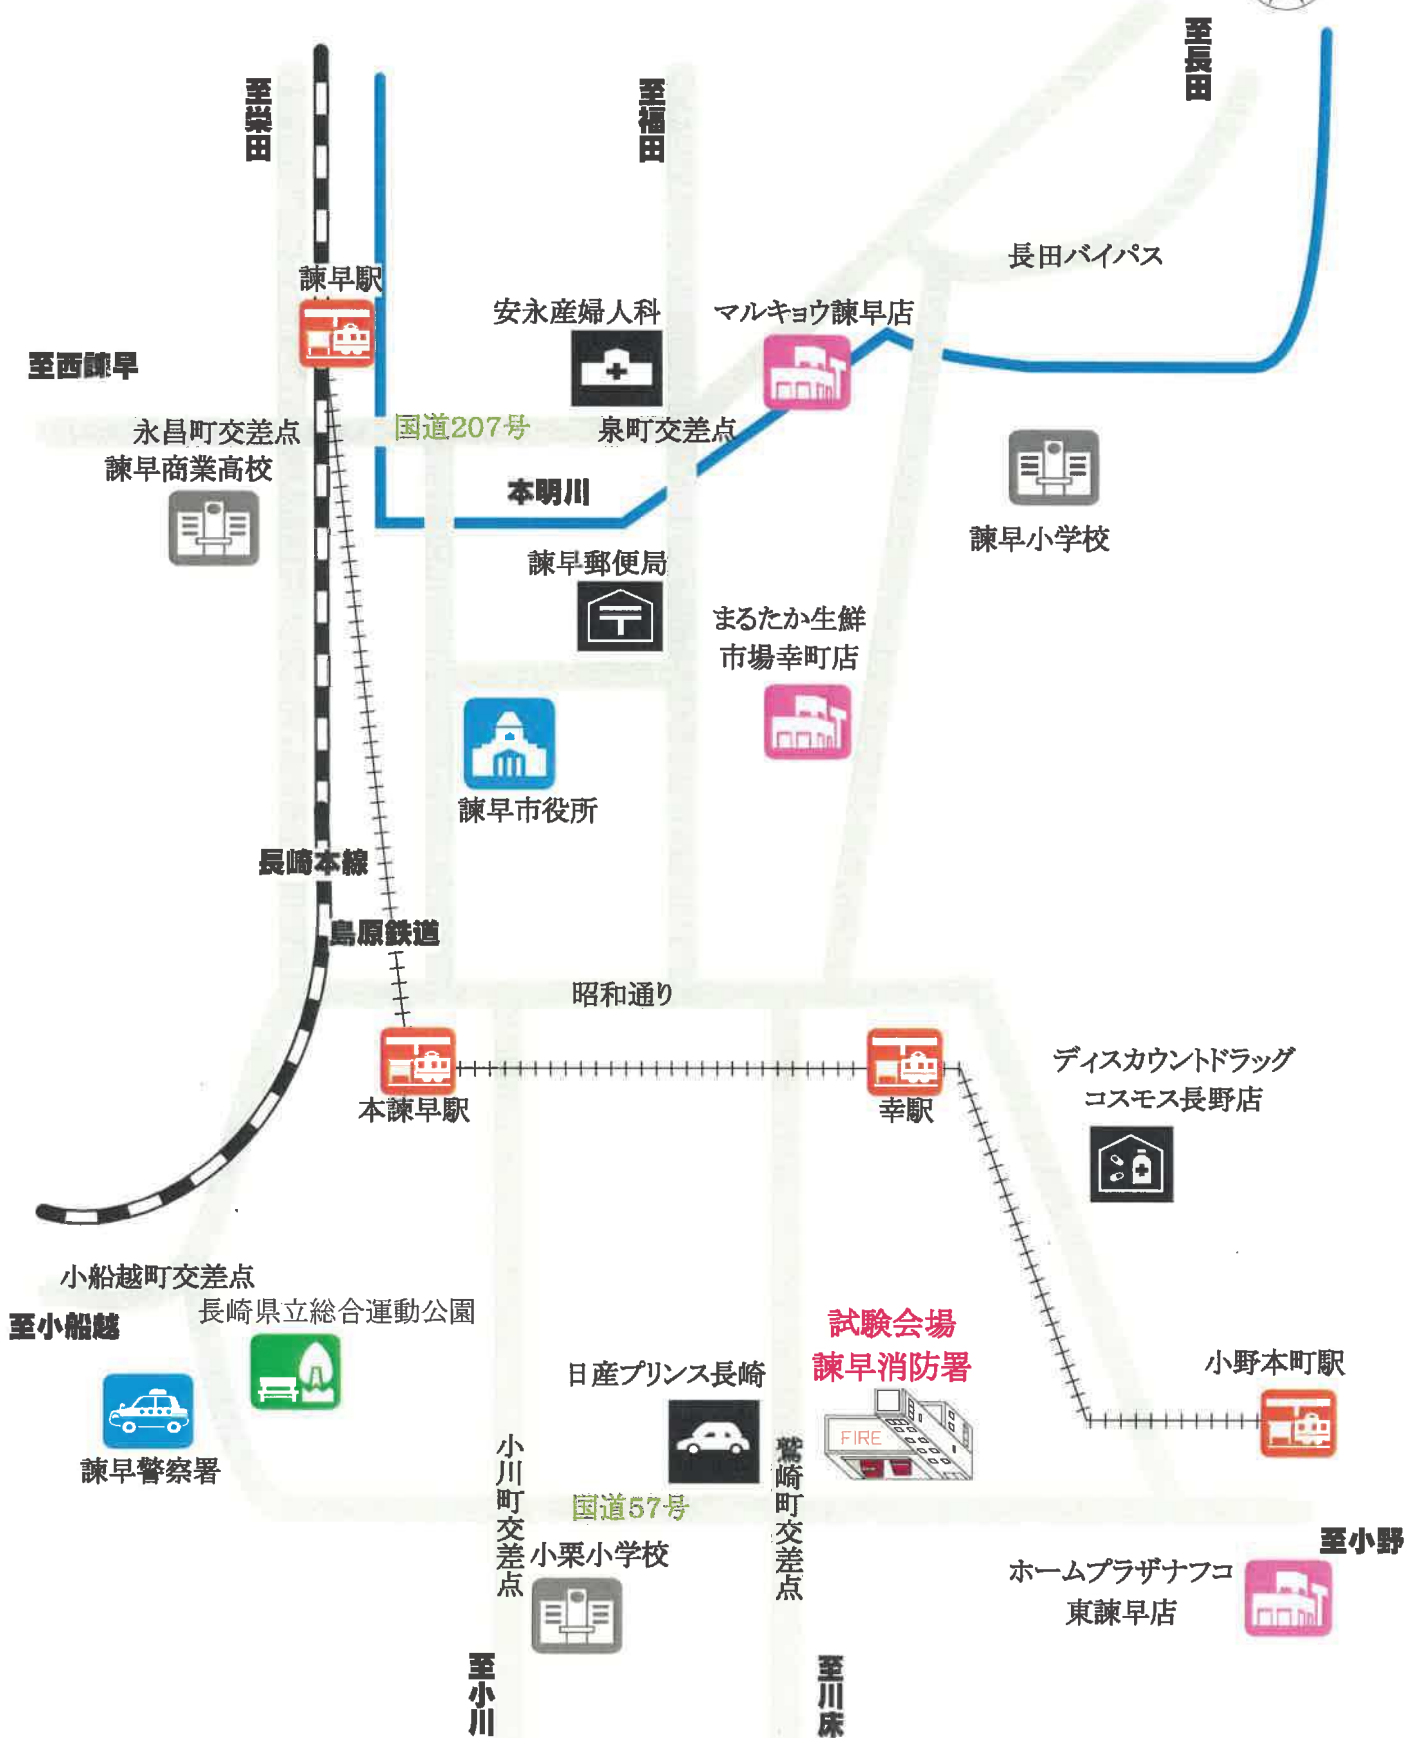 至長田
至栄田
至福田
長田バイパス
諫早駅
安永産婦人科
マルキョウ諫早店
至西諫早
永昌町交差点
国道207号
泉町交差点
諫早商業高校
本明川
諫早小学校
諫早郵便局
まるたか生鮮
市場幸町店
諫早市役所
長崎本線
島原鉄道
昭和通り
本諫早駅
幸駅
ディスカウントドラッグ
コスモス長野店
小船越町交差点
至小船越
長崎県立総合運動公園
試験会場
諫早消防署
FIRE
日産プリンス長崎
小野本町駅
諫早警察署
小川町交差点
鷲崎町交差点
国道57号
小栗小学校
至小野
ホームプラザナフコ
東諫早店
至小川
至川床